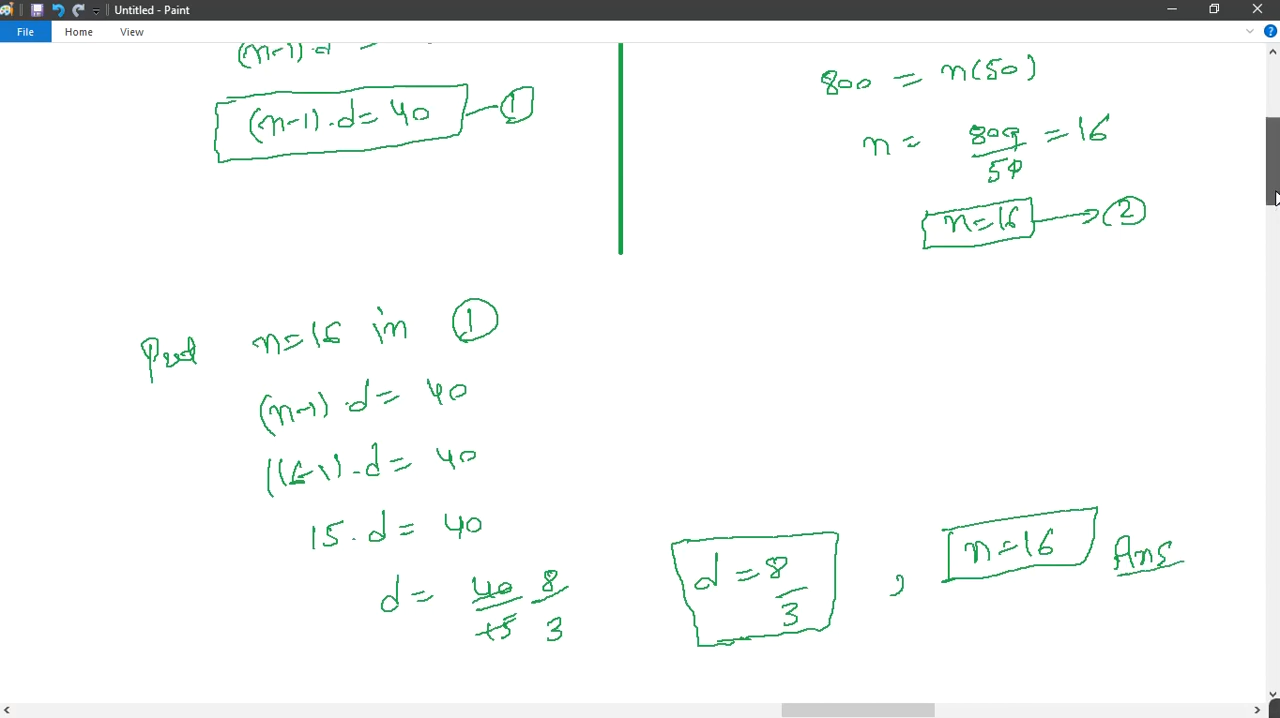 Untitled - Paint
File Home View
(n-1).d =
(n-1).d = 40 ①
800 = n(50)
n = 800/50 = 16
n=16 → ②
Put n=16 in ①
(n-1).d = 40
(16-1).d = 40
15.d = 40
d = 40/15 8/3
d = 8/3 , n=16 Ans